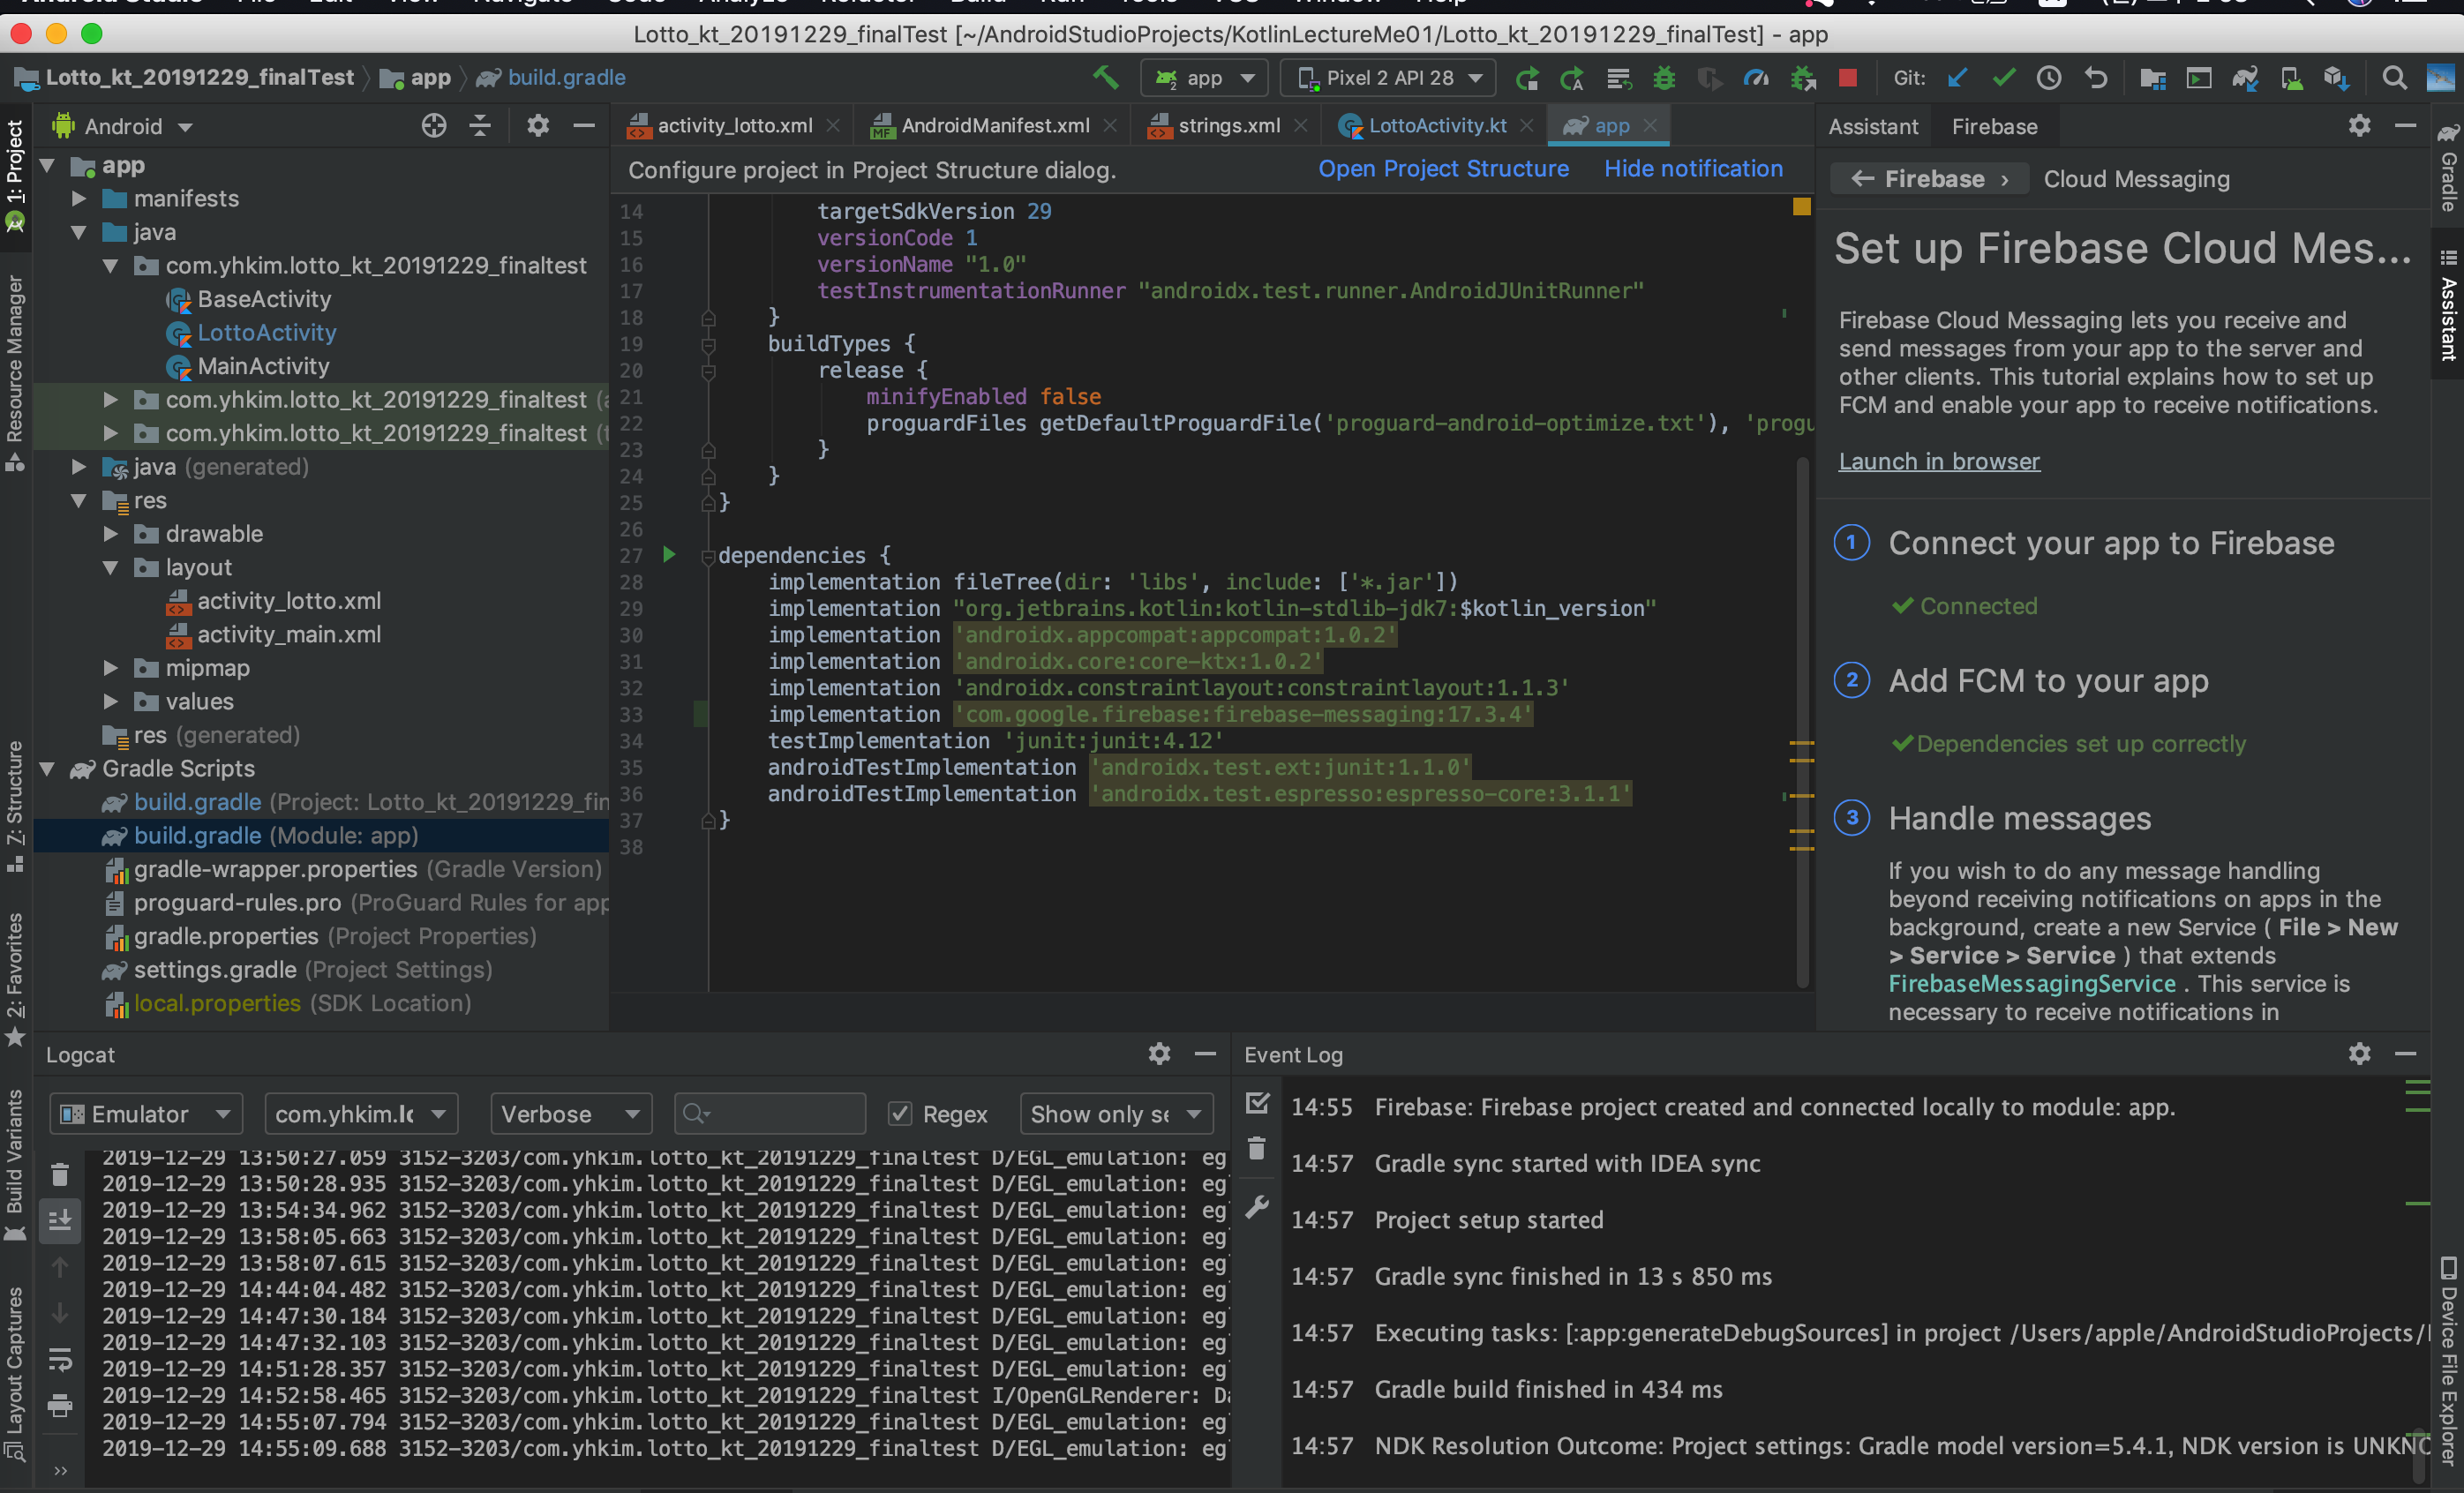 Lotto_kt_20191229_finalTest [~/AndroidStudioProjects/KotlinLectureMe01/Lotto_kt_20191229_finalTest] - app
Lotto_kt_20191229_finalTest app build.gradle
app
Pixel 2 API 28
Git:
Android
activity_lotto.xml
AndroidManifest.xml
strings.xml
LottoActivity.kt
app
Assistant
Firebase
1: Project
Resource Manager
Z: Structure
2: Favorites
Build Variants
Layout Captures
app
manifests
java
com.yhkim.lotto_kt_20191229_finaltest
BaseActivity
LottoActivity
MainActivity
com.yhkim.lotto_kt_20191229_finaltest
com.yhkim.lotto_kt_20191229_finaltest
java (generated)
res
drawable
layout
activity_lotto.xml
activity_main.xml
mipmap
values
res (generated)
Gradle Scripts
build.gradle (Project: Lotto_kt_20191229_fin
build.gradle (Module: app)
gradle-wrapper.properties (Gradle Version)
proguard-rules.pro (ProGuard Rules for app
gradle.properties (Project Properties)
settings.gradle (Project Settings)
local.properties (SDK Location)
Configure project in Project Structure dialog.
Open Project Structure
Hide notification
14 targetSdkVersion 29
15 versionCode 1
16 versionName "1.0"
17 testInstrumentationRunner "androidx.test.runner.AndroidJUnitRunner"
18 }
19 buildTypes {
20 release {
21 minifyEnabled false
22 proguardFiles getDefaultProguardFile('proguard-android-optimize.txt'), 'progu
23 }
24 }
25 }
26
27 dependencies {
28 implementation fileTree(dir: 'libs', include: ['*.jar'])
29 implementation "org.jetbrains.kotlin:kotlin-stdlib-jdk7:$kotlin_version"
30 implementation 'androidx.appcompat:appcompat:1.0.2'
31 implementation 'androidx.core:core-ktx:1.0.2'
32 implementation 'androidx.constraintlayout:constraintlayout:1.1.3'
33 implementation 'com.google.firebase:firebase-messaging:17.3.4'
34 testImplementation 'junit:junit:4.12'
35 androidTestImplementation 'androidx.test.ext:junit:1.1.0'
36 androidTestImplementation 'androidx.test.espresso:espresso-core:3.1.1'
37 }
38
← Firebase › Cloud Messaging
Set up Firebase Cloud Mes...
Firebase Cloud Messaging lets you receive and
send messages from your app to the server and
other clients. This tutorial explains how to set up
FCM and enable your app to receive notifications.
Launch in browser
1 Connect your app to Firebase
Connected
2 Add FCM to your app
Dependencies set up correctly
3 Handle messages
If you wish to do any message handling
beyond receiving notifications on apps in the
background, create a new Service ( File > New
> Service > Service ) that extends
FirebaseMessagingService . This service is
necessary to receive notifications in
Gradle
Assistant
Device File Explorer
Logcat
Emulator
com.yhkim.lo
Verbose
Regex
Show only se
2019-12-29 13:50:27.059 3152-3203/com.yhkim.lotto_kt_20191229_finaltest D/EGL_emulation: eg
2019-12-29 13:50:28.935 3152-3203/com.yhkim.lotto_kt_20191229_finaltest D/EGL_emulation: eg
2019-12-29 13:54:34.962 3152-3203/com.yhkim.lotto_kt_20191229_finaltest D/EGL_emulation: eg
2019-12-29 13:58:05.663 3152-3203/com.yhkim.lotto_kt_20191229_finaltest D/EGL_emulation: eg
2019-12-29 13:58:07.615 3152-3203/com.yhkim.lotto_kt_20191229_finaltest D/EGL_emulation: eg
2019-12-29 14:44:04.482 3152-3203/com.yhkim.lotto_kt_20191229_finaltest D/EGL_emulation: eg
2019-12-29 14:47:30.184 3152-3203/com.yhkim.lotto_kt_20191229_finaltest D/EGL_emulation: eg
2019-12-29 14:47:32.103 3152-3203/com.yhkim.lotto_kt_20191229_finaltest D/EGL_emulation: eg
2019-12-29 14:51:28.357 3152-3203/com.yhkim.lotto_kt_20191229_finaltest D/EGL_emulation: eg
2019-12-29 14:52:58.465 3152-3203/com.yhkim.lotto_kt_20191229_finaltest I/OpenGLRenderer: Da
2019-12-29 14:55:07.794 3152-3203/com.yhkim.lotto_kt_20191229_finaltest D/EGL_emulation: eg
2019-12-29 14:55:09.688 3152-3203/com.yhkim.lotto_kt_20191229_finaltest D/EGL_emulation: eg
Event Log
14:55 Firebase: Firebase project created and connected locally to module: app.
14:57 Gradle sync started with IDEA sync
14:57 Project setup started
14:57 Gradle sync finished in 13 s 850 ms
14:57 Executing tasks: [:app:generateDebugSources] in project /Users/apple/AndroidStudioProjects/
14:57 Gradle build finished in 434 ms
14:57 NDK Resolution Outcome: Project settings: Gradle model version=5.4.1, NDK version is UNKNO